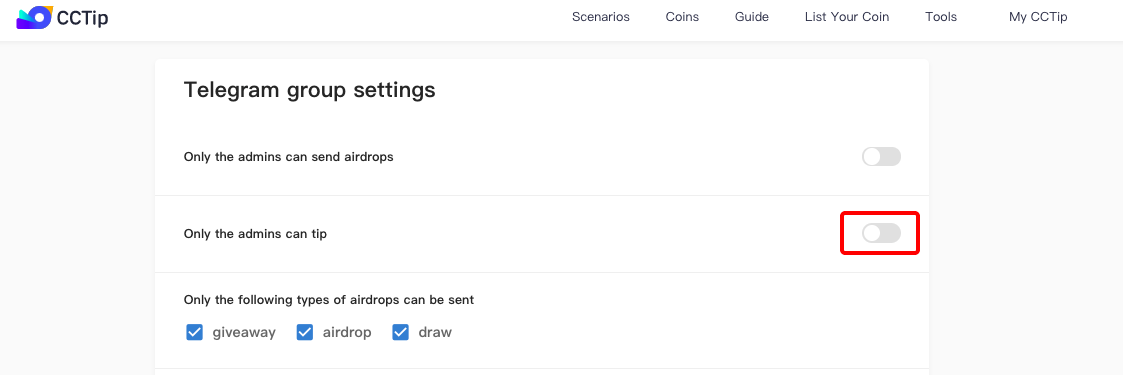 CCTip
Scenarios Coins Guide List Your Coin Tools My CCTip
Telegram group settings
Only the admins can send airdrops
Only the admins can tip
Only the following types of airdrops can be sent
giveaway airdrop draw